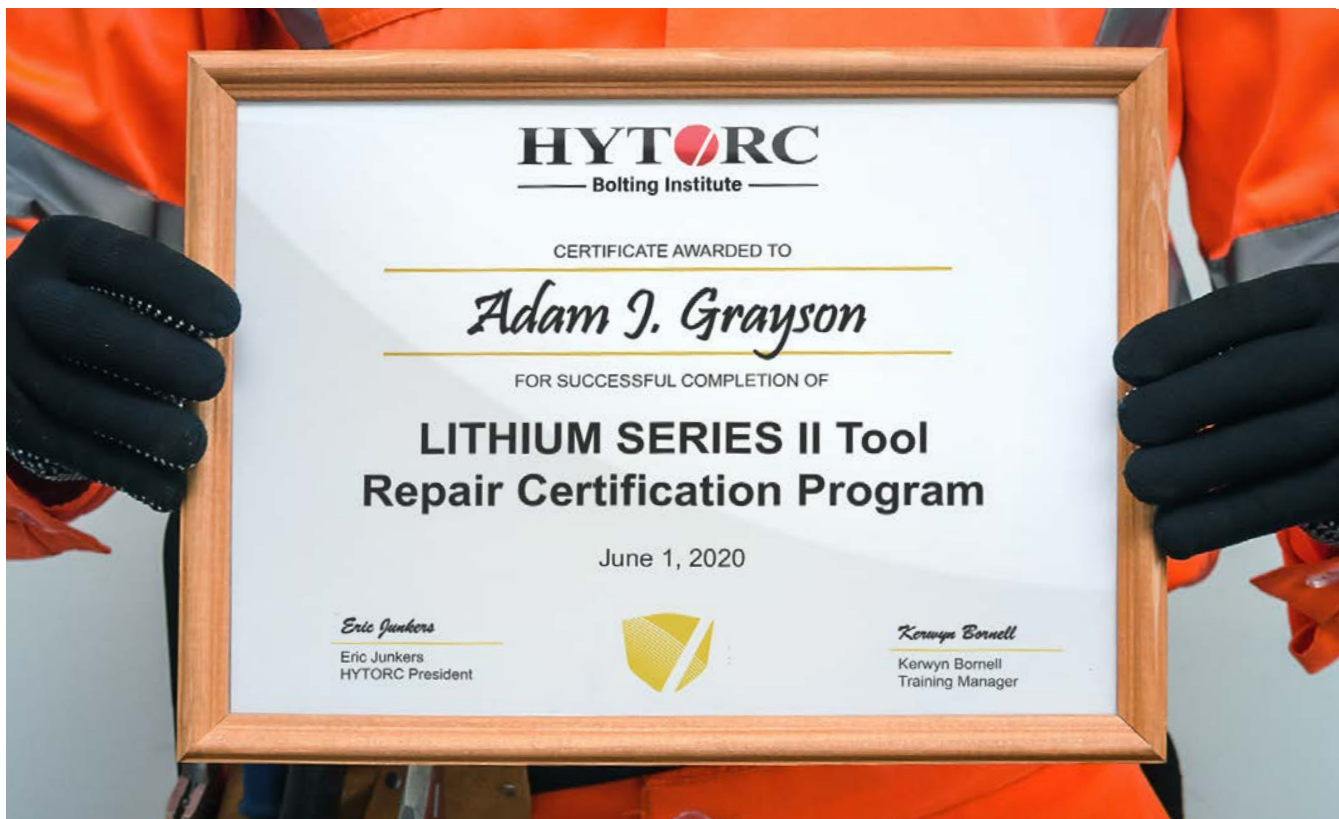 HYTORC
Bolting Institute
CERTIFICATE AWARDED TO
Adam J. Grayson
FOR SUCCESSFUL COMPLETION OF
LITHIUM SERIES II Tool
Repair Certification Program
June 1, 2020
Eric Junkers
Eric Junkers
HYTORC President
Kerwyn Bornell
Kerwyn Bornell
Training Manager